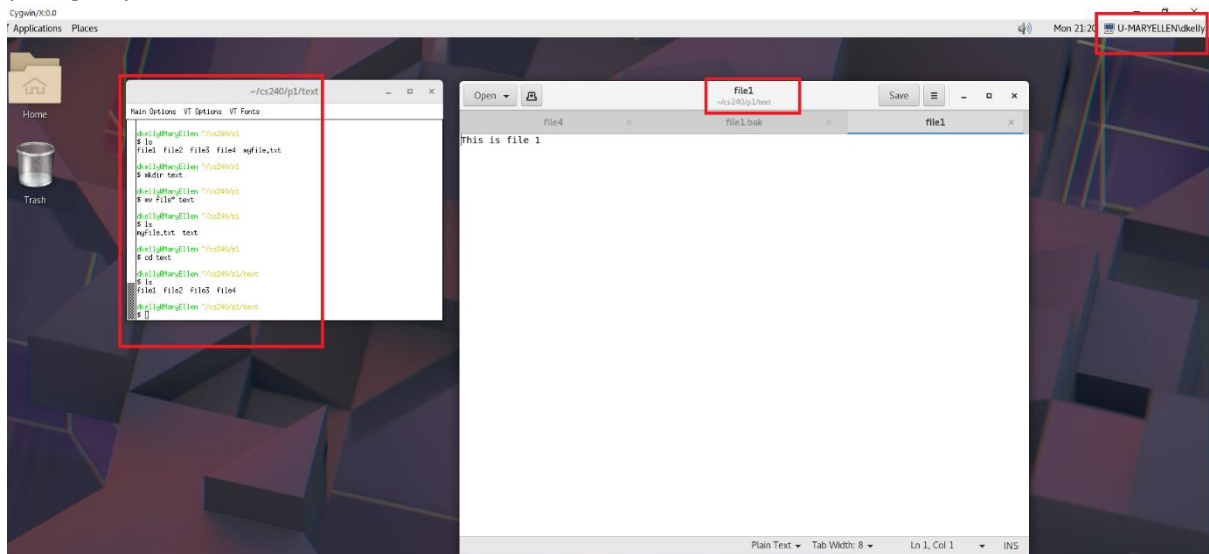 Cygwin/X:0.0
Applications Places
Mon 21:20 U-MARYELLEN\dkelly
Home
Trash
~/cs240/p1/text
Main Options VT Options VT Fonts
dkelly@MaryEllen ~/cs240/p1
$ ls
file1 file2 file3 file4 myfile.txt
dkelly@MaryEllen ~/cs240/p1
$ mkdir text
dkelly@MaryEllen ~/cs240/p1
$ mv file* text
dkelly@MaryEllen ~/cs240/p1
$ ls
myfile.txt text
dkelly@MaryEllen ~/cs240/p1
$ cd text
dkelly@MaryEllen ~/cs240/p1/text
$ ls
file1 file2 file3 file4
dkelly@MaryEllen ~/cs240/p1/text
$
Open
file1
~/cs240/p1/text
Save
file4
file1.bak
file1
This is file 1
Plain Text Tab Width: 8 Ln 1, Col 1 INS